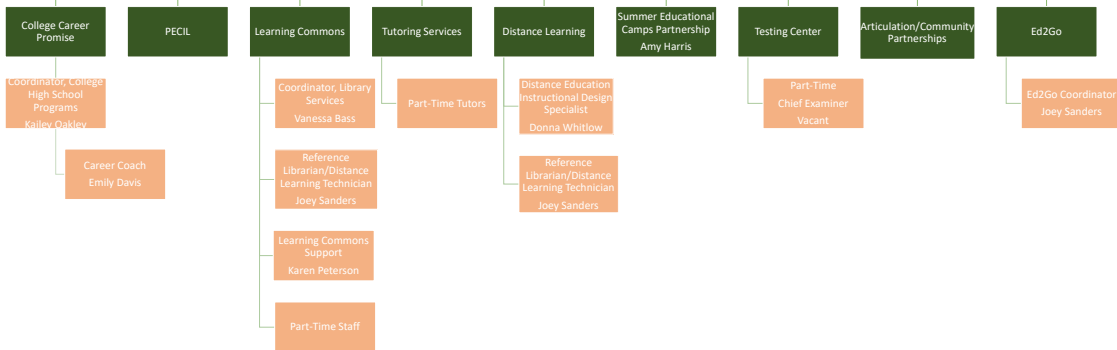 College Career
Promise
PECIL
Learning Commons
Tutoring Services
Distance Learning
Summer Educational
Camps Partnership
Amy Harris
Testing Center
Articulation/Community
Partnerships
Ed2Go
Coordinator, College
High School
Programs
Kailey Oakley
Career Coach
Emily Davis
Coordinator, Library
Services
Vanessa Bass
Reference
Librarian/Distance
Learning Technician
Joey Sanders
Learning Commons
Support
Karen Peterson
Part-Time Staff
Part-Time Tutors
Distance Education
Instructional Design
Specialist
Donna Whitlow
Reference
Librarian/Distance
Learning Technician
Joey Sanders
Part-Time
Chief Examiner
Vacant
Ed2Go Coordinator
Joey Sanders